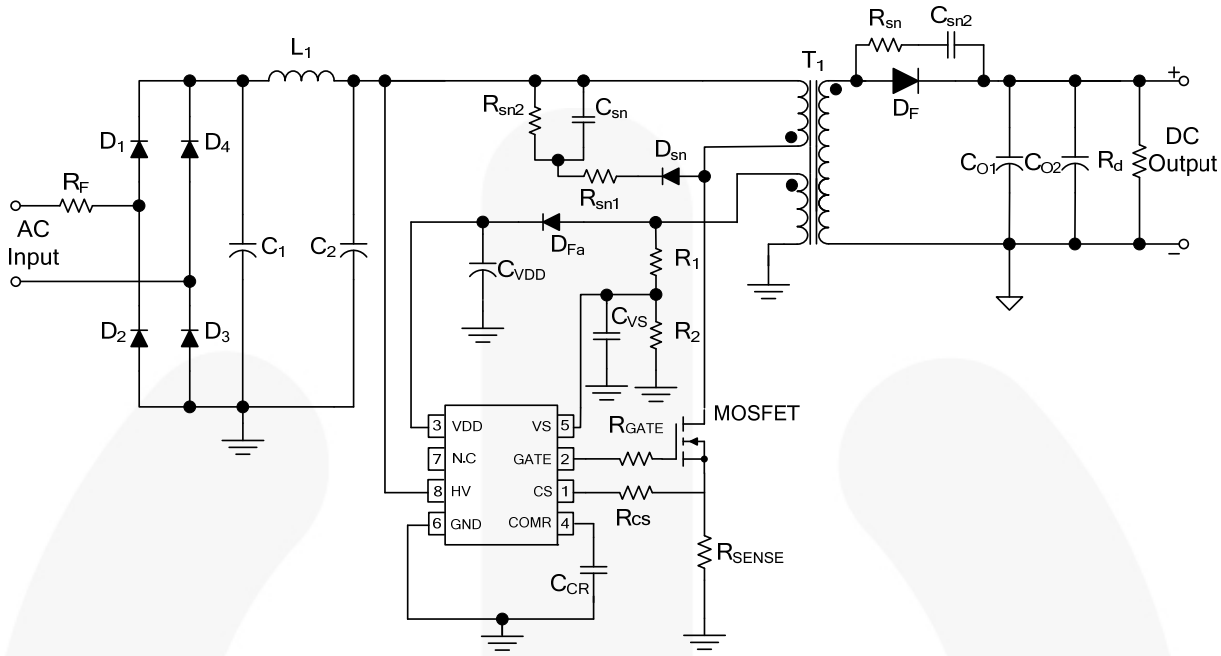 Rsn
Csn2
L1
T1
+
Rsn2
Csn
DF
D1
D4
Dsn
DC
Output
CO1
CO2
Rd
RF
Rsn1
AC
Input
C1
C2
DFa
R1
−
CVDD
CVS
R2
D2
D3
MOSFET
3
VDD
VS
5
RGATE
7
N.C
GATE
2
8
HV
CS
1
6
GND
COMR
4
Rcs
RSENSE
CCR